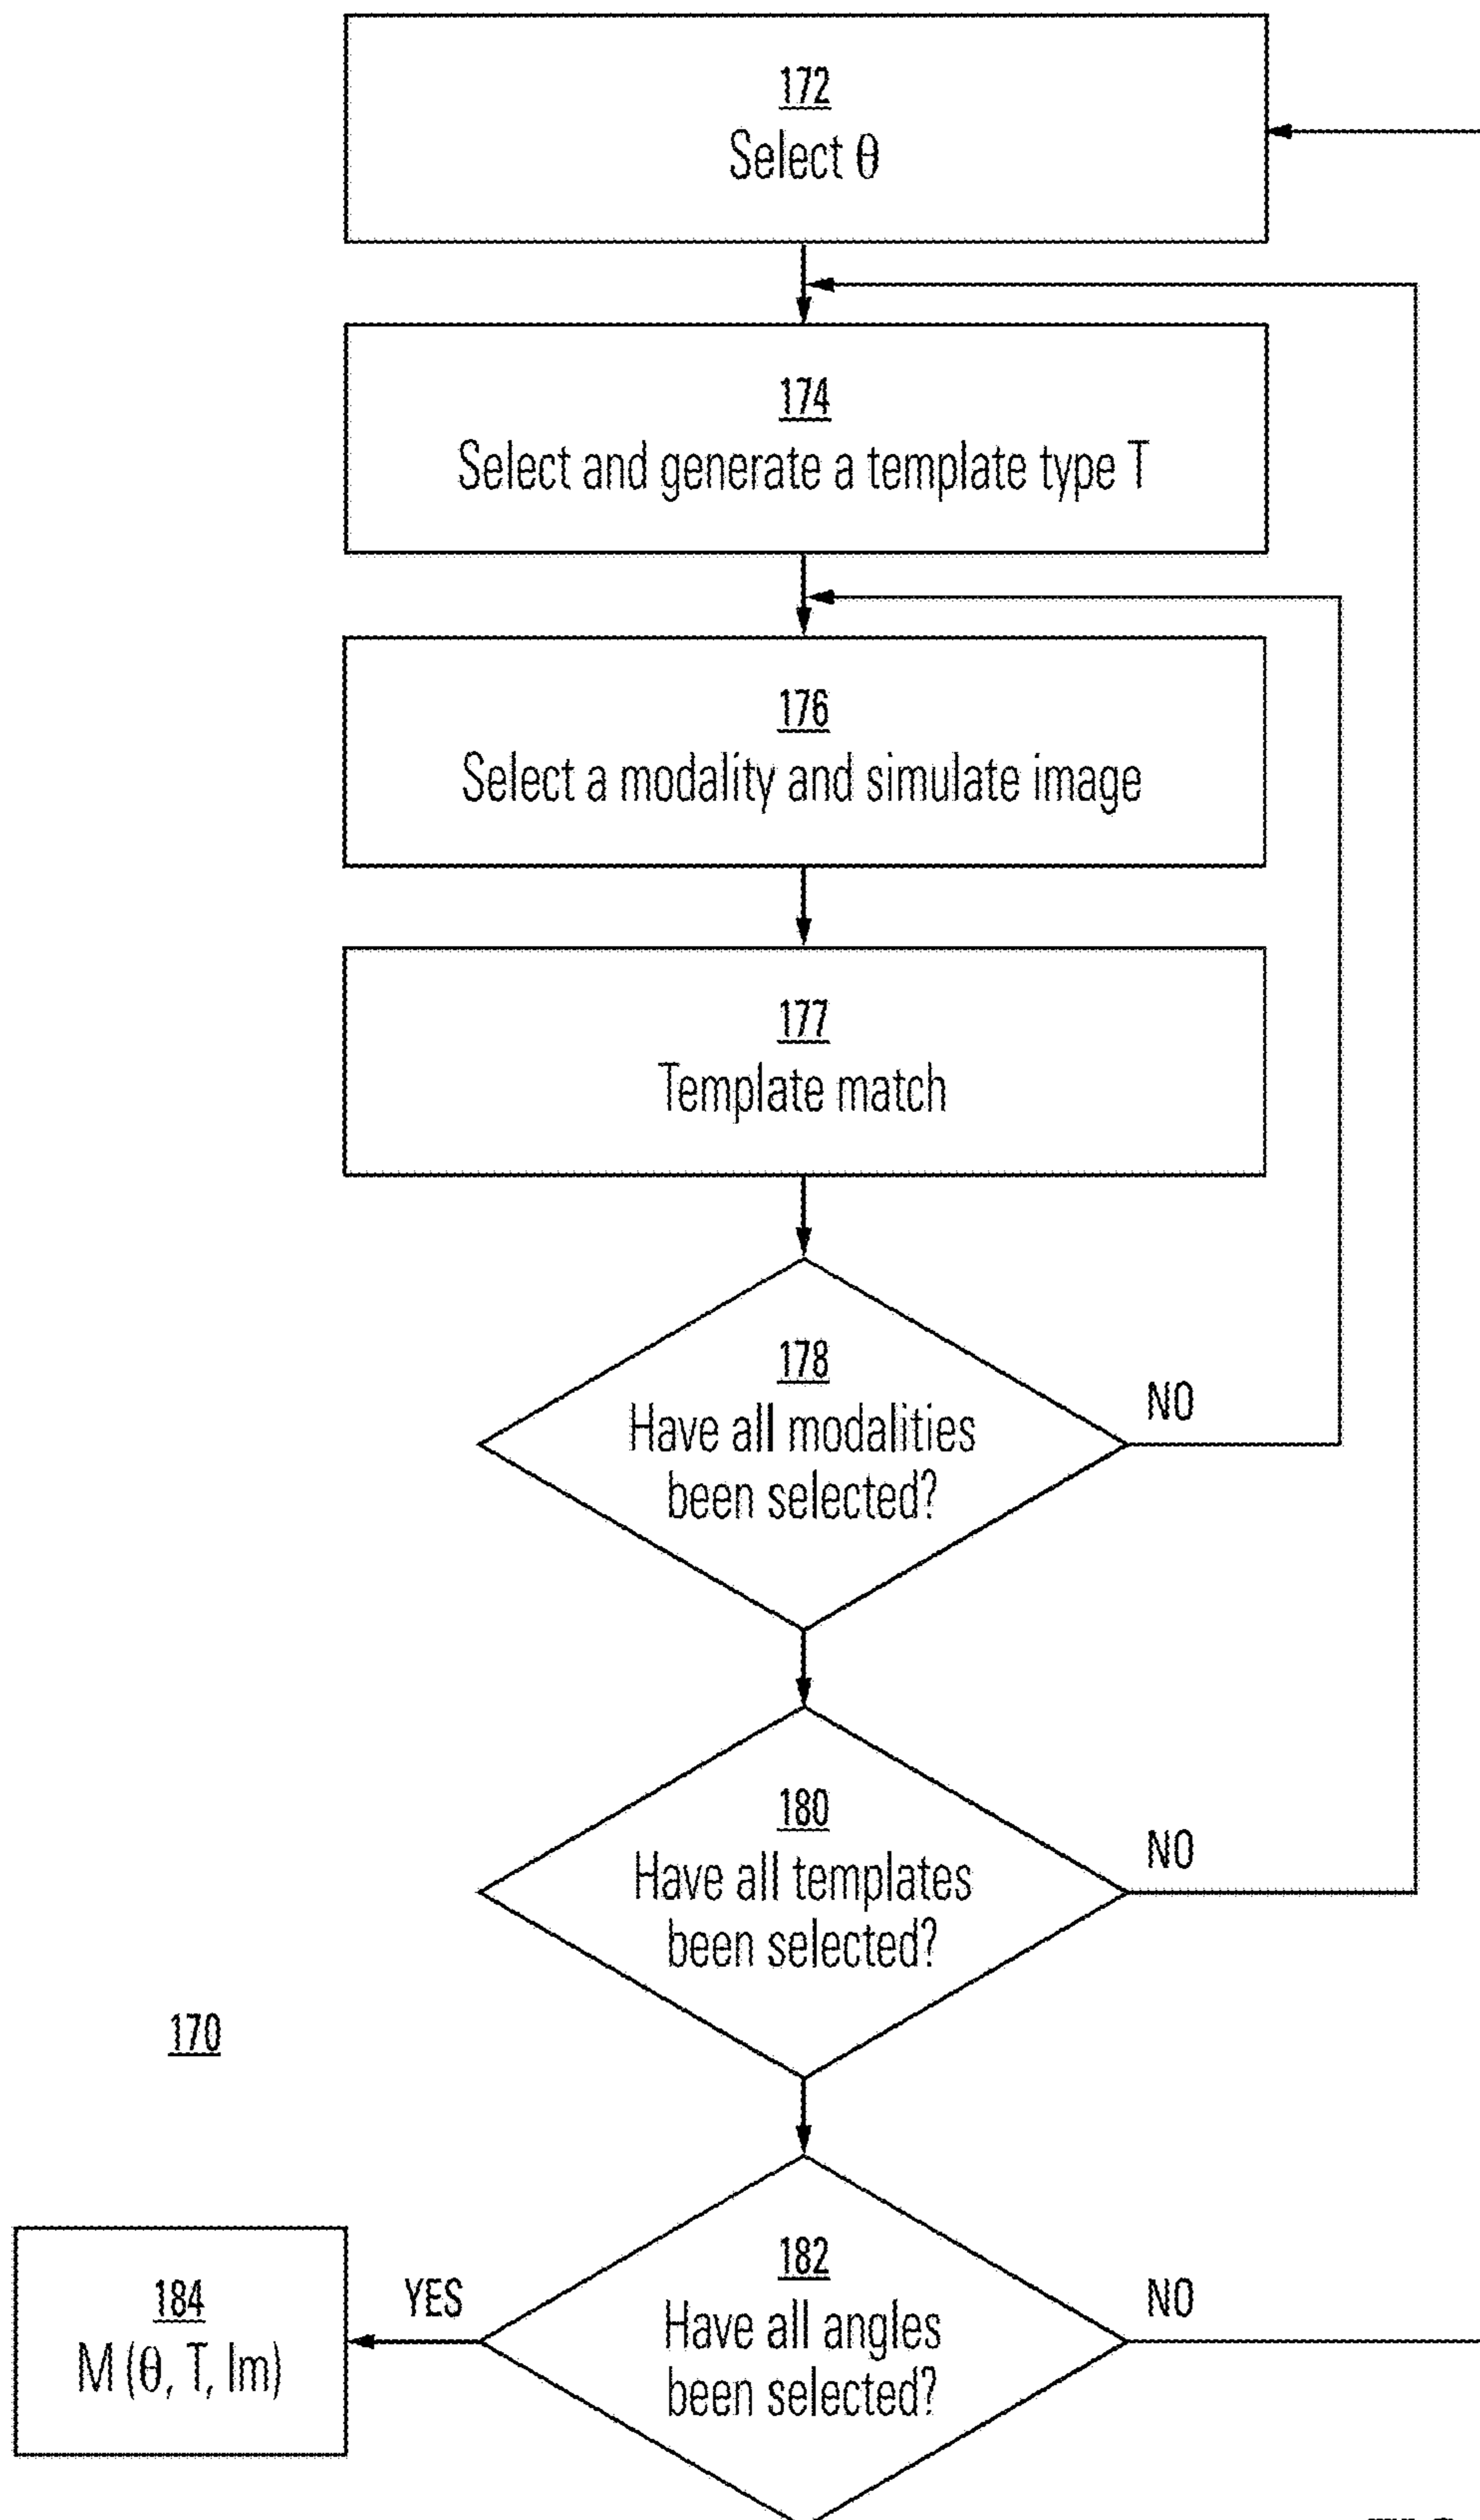 172
Select θ
174
Select and generate a template type T
176
Select a modality and simulate image
177
Template match
178
Have all modalities
been selected?
NO
180
Have all templates
been selected?
NO
170
182
Have all angles
been selected?
YES
NO
184
M (θ, T, Im)